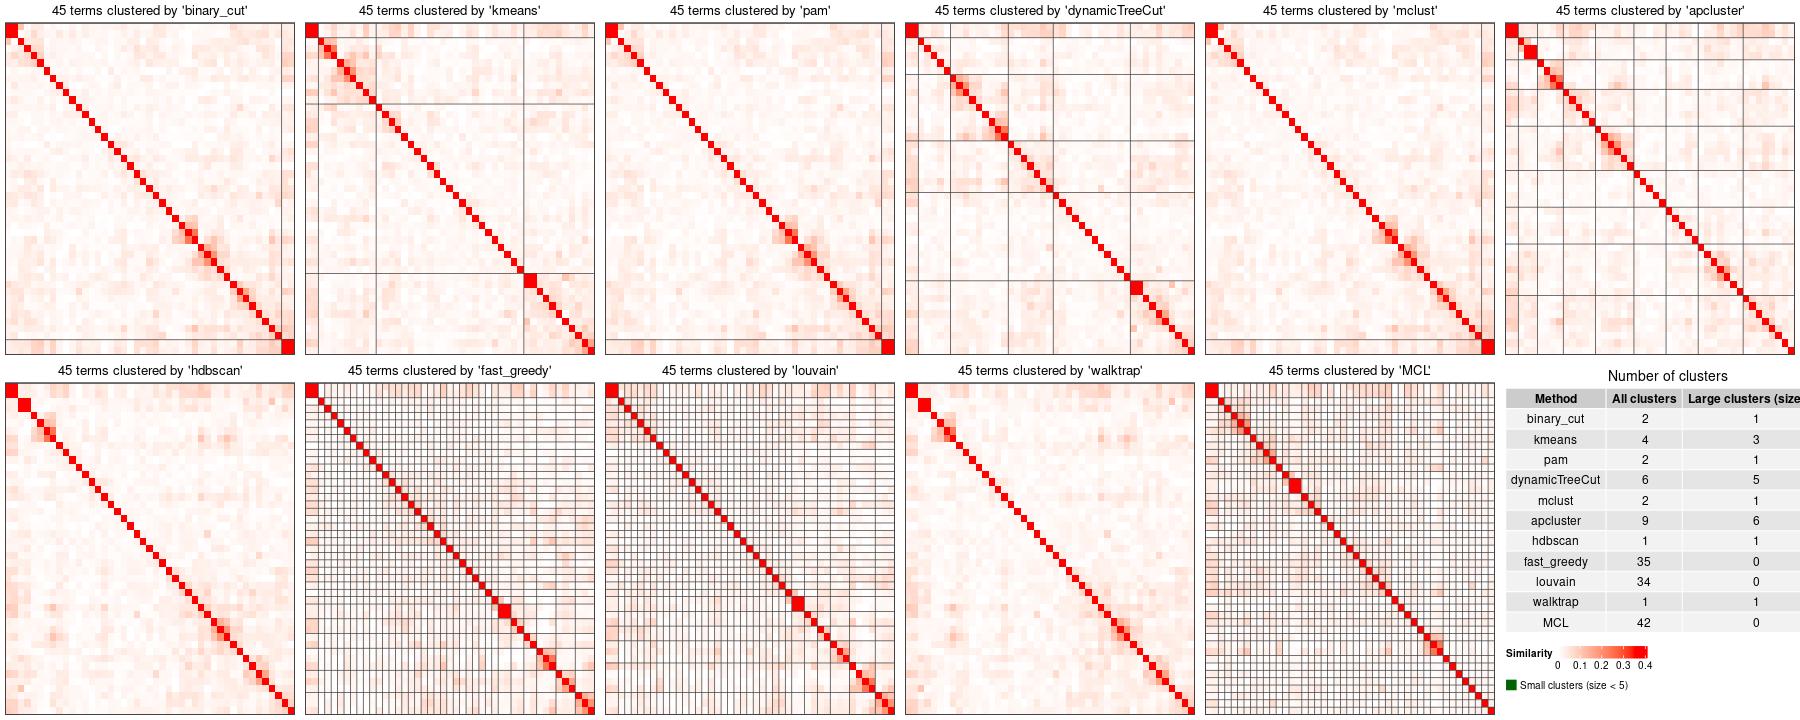 45 terms clustered by 'binary_cut'
45 terms clustered by 'kmeans'
45 terms clustered by 'pam'
45 terms clustered by 'dynamicTreeCut'
45 terms clustered by 'mclust'
45 terms clustered by 'apcluster'
45 terms clustered by 'hdbscan'
45 terms clustered by 'fast_greedy'
45 terms clustered by 'louvain'
45 terms clustered by 'walktrap'
45 terms clustered by 'MCL'
Number of clusters
Method All clusters Large clusters (size
binary_cut 2 1
kmeans 4 3
pam 2 1
dynamicTreeCut 6 5
mclust 2 1
apcluster 9 6
hdbscan 1 1
fast_greedy 35 0
louvain 34 0
walktrap 1 1
MCL 42 0
Similarity
0 0.1 0.2 0.3 0.4
Small clusters (size < 5)